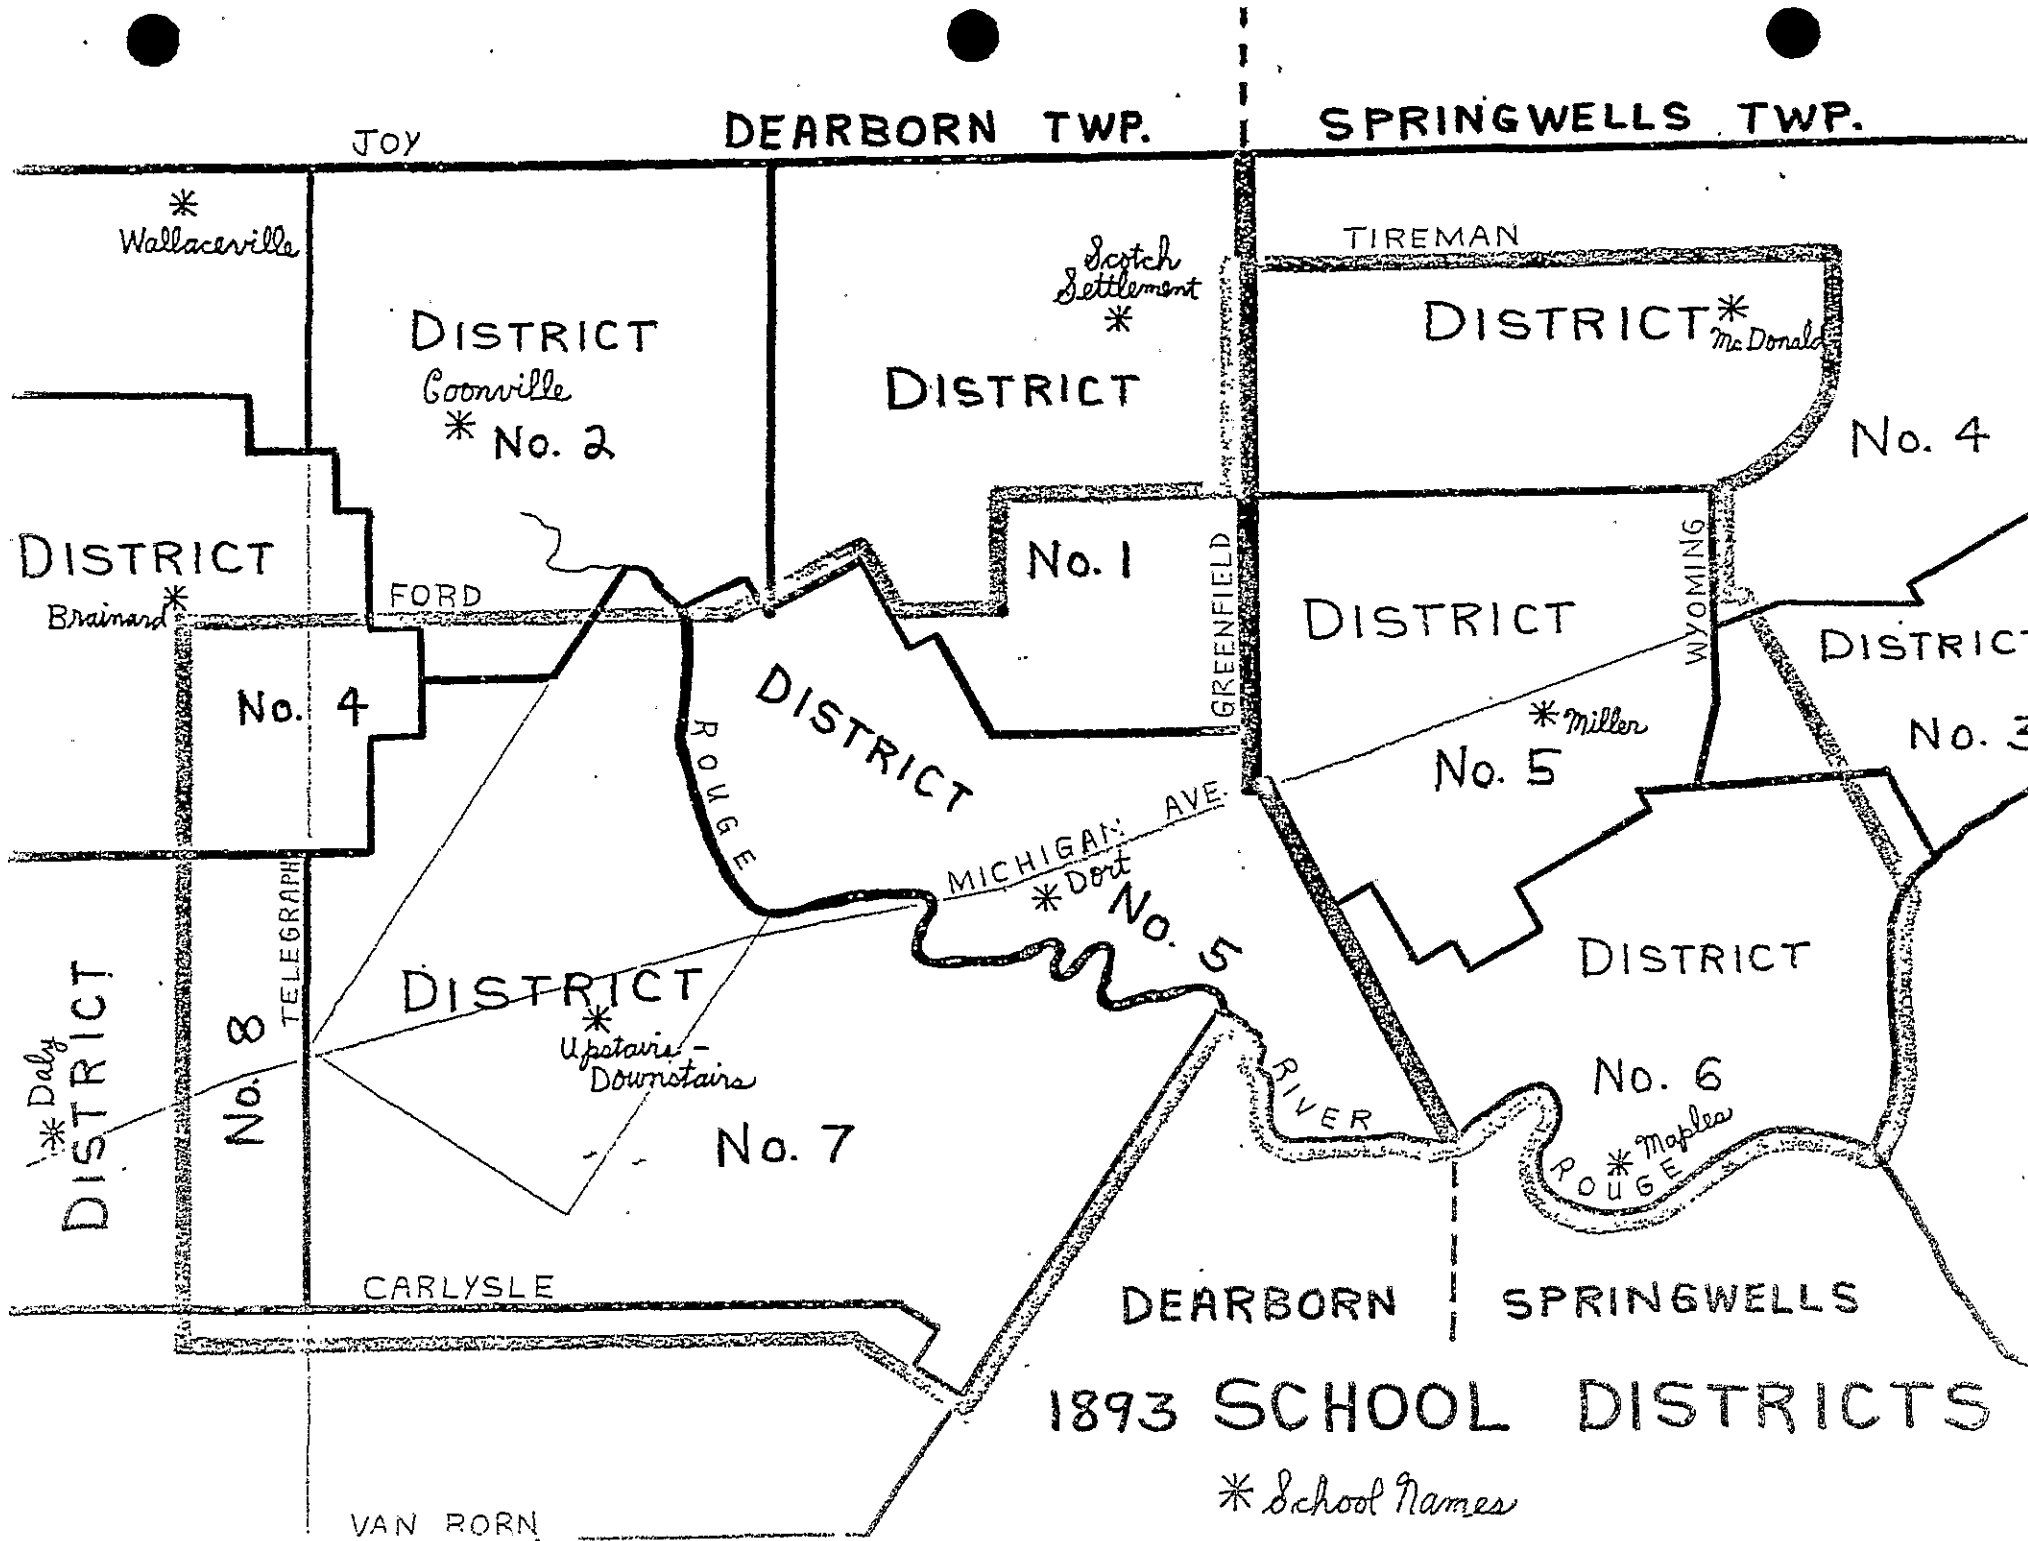 DEARBORN TWP.
SPRINGWELLS TWP.
JOY
Wallaceville
Scotch
Settlement
TIREMAN
DISTRICT
Coonville
No. 2
DISTRICT
No. 1
DISTRICT
McDonald
No. 4
DISTRICT
Brainard
No. 4
FORD
GREENFIELD
WYOMING
DISTRICT
Miller
No. 5
DISTRICT
No. 3
ROUGE
DISTRICT
MICHIGAN AVE.
Dort
No. 5
TELEGRAPH
DISTRICT
Upstairs -
Downstairs
No. 7
Daly
DISTRICT
No. 8
RIVER
DISTRICT
No. 6
Maples
ROUGE
CARLYSLE
DEARBORN
SPRINGWELLS
1893 SCHOOL DISTRICTS
School Names
VAN BORN